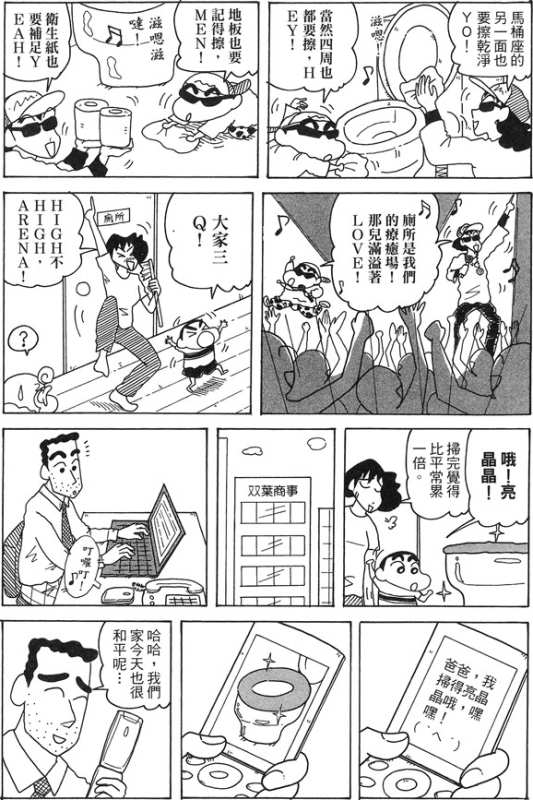 馬桶座的
另一面也
要擦乾淨
YO!
當然四周也
都要擦,H
EY!
地板也要
記得擦,
MEN!
滋嗯滋
噠!
衛生紙也
要補足Y
EAH!
廁所是我們
的療癒場!
那兒滿溢著
LOVE!
大家三
Q!
廁所
HIGH不
HIGH,
ARENA!
?
哦!亮
晶晶!
掃完覺得
比平常累
一倍。
双葉商事
叮噹叮!
爸爸,我
掃得亮晶
晶哦,嘿
嘿!
(˙ㄟ˙)
哈哈,我們
家今天也很
和平呢…